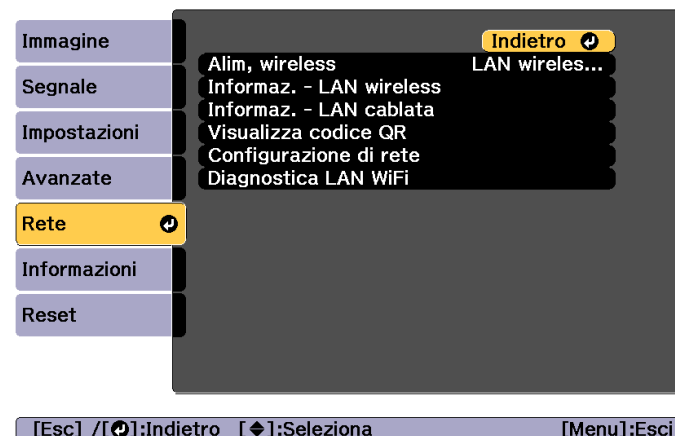 Immagine
Segnale
Impostazioni
Avanzate
Rete
Informazioni
Reset
Indietro
Alim, wireless LAN wireles...
Informaz. - LAN wireless
Informaz. - LAN cablata
Visualizza codice QR
Configurazione di rete
Diagnostica LAN WiFi
[Esc] /[⏎]:Indietro [◆]:Seleziona [Menu]:Esci